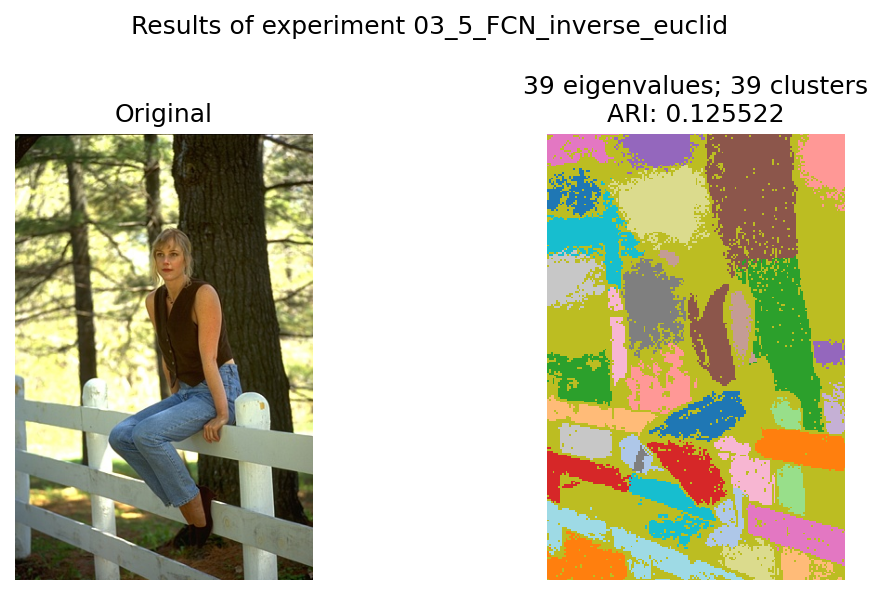 Results of experiment 03_5_FCN_inverse_euclid
Original
39 eigenvalues; 39 clusters
ARI: 0.125522